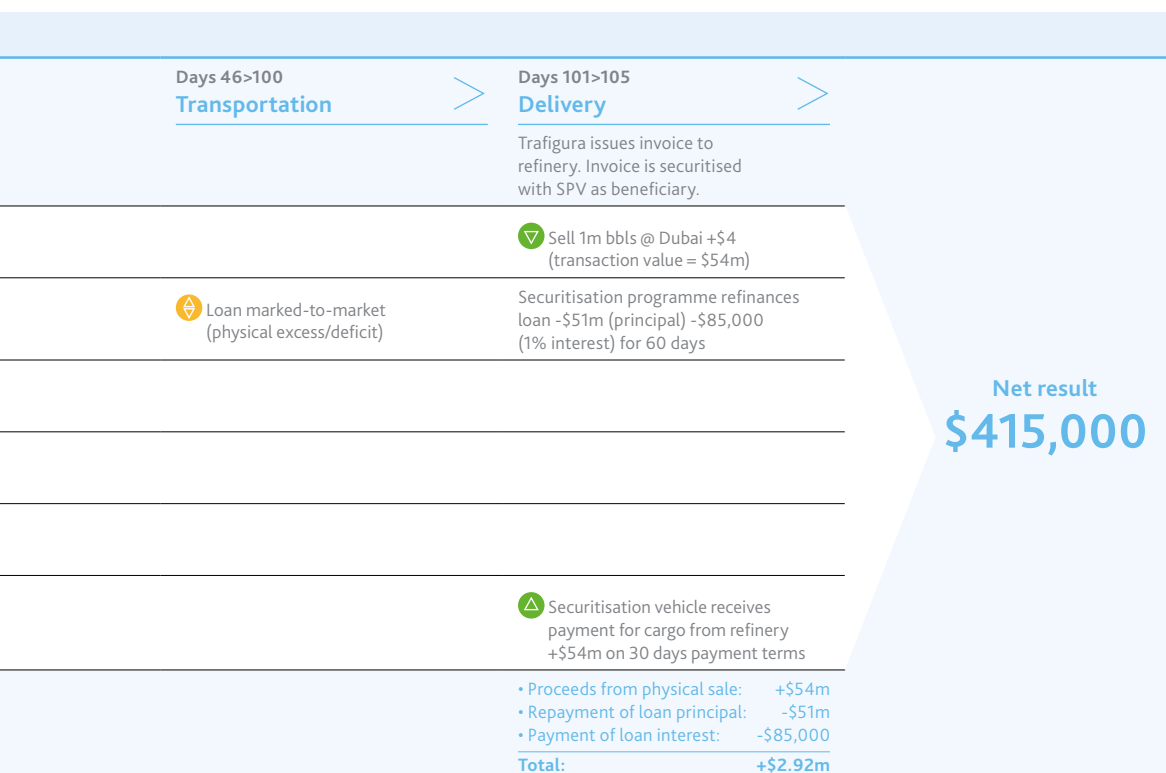 Days 46>100
Transportation
Days 101>105
Delivery
Trafigura issues invoice to
refinery. Invoice is securitised
with SPV as beneficiary.
Sell 1m bbls @ Dubai +$4
(transaction value = $54m)
Loan marked-to-market
(physical excess/deficit)
Securitisation programme refinances
loan -$51m (principal) -$85,000
(1% interest) for 60 days
Net result
$415,000
Securitisation vehicle receives
payment for cargo from refinery
+$54m on 30 days payment terms
• Proceeds from physical sale: +$54m
• Repayment of loan principal: -$51m
• Payment of loan interest: -$85,000
Total: +$2.92m